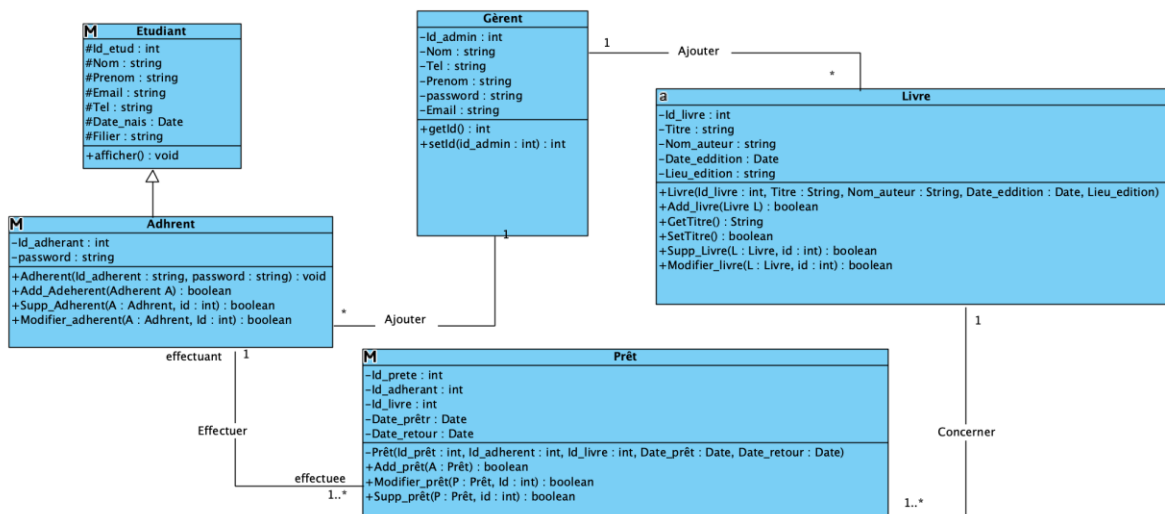 M Etudiant
#Id_etud : int
#Nom : string
#Prenom : string
#Email : string
#Tel : string
#Date_nais : Date
#Filier : string
+afficher() : void
Gèrent
-Id_admin : int
-Nom : string
-Tel : string
-Prenom : string
-password : string
-Email : string
+getId() : int
+setId(id_admin : int) : int
1
Ajouter
*
a Livre
-Id_livre : int
-Titre : string
-Nom_auteur : string
-Date_eddition : Date
-Lieu_edition : string
+Livre(Id_livre : int, Titre : String, Nom_auteur : String, Date_eddition : Date, Lieu_edition)
+Add_livre(Livre L) : boolean
+GetTitre() : String
+SetTitre() : boolean
+Supp_Livre(L : Livre, id : int) : boolean
+Modifier_livre(L : Livre, id : int) : boolean
M Adhrent
-Id_adherant : int
-password : string
+Adherent(Id_adherent : string, password : string) : void
+Add_Adeherent(Adherent A) : boolean
+Supp_Adherent(A : Adhrent, id : int) : boolean
+Modifier_adherent(A : Adhrent, Id : int) : boolean
1
*
Ajouter
effectuant
1
Effectuer
effectuee
1..*
M Prêt
-Id_prete : int
-Id_adherant : int
-Id_livre : int
-Date_prêtr : Date
-Date_retour : Date
-Prêt(Id_prêt : int, Id_adherent : int, Id_livre : int, Date_prêt : Date, Date_retour : Date)
+Add_prêt(A : Prêt) : boolean
+Modifier_prêt(P : Prêt, Id : int) : boolean
+Supp_prêt(P : Prêt, id : int) : boolean
1
Concerner
1..*